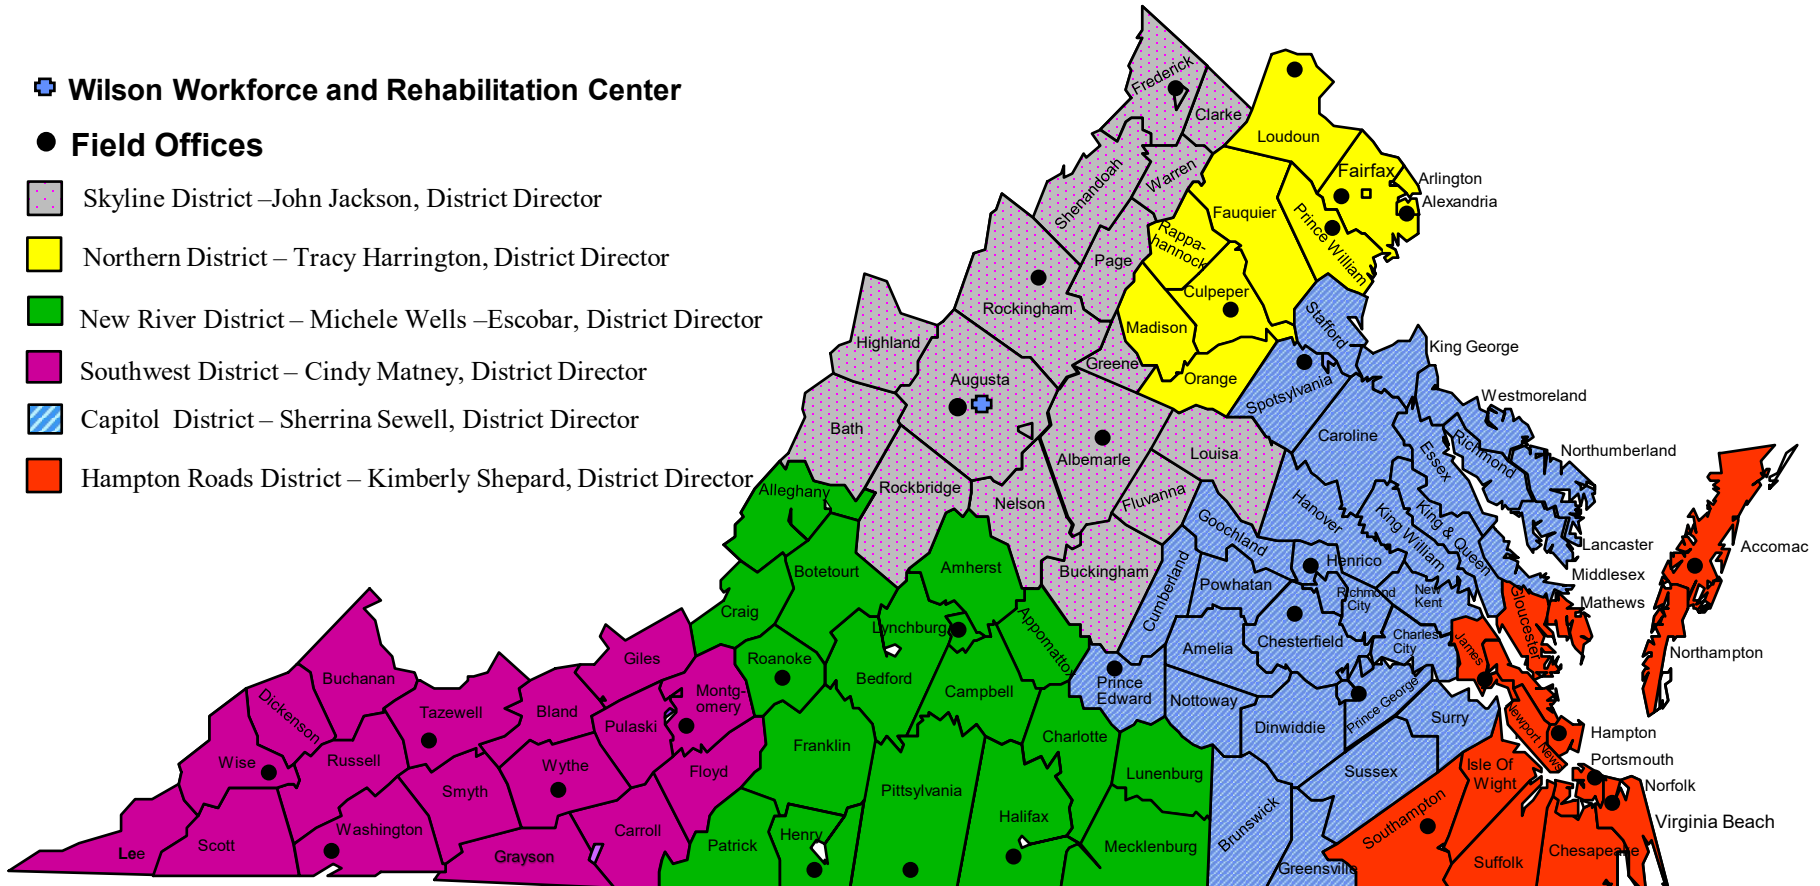 Wilson Workforce and Rehabilitation Center
Field Offices
Skyline District –John Jackson, District Director
Northern District – Tracy Harrington, District Director
New River District – Michele Wells –Escobar, District Director
Southwest District – Cindy Matney, District Director
Capitol District – Sherrina Sewell, District Director
Hampton Roads District – Kimberly Shepard, District Director
Frederick
Clarke
Loudoun
Fairfax
Arlington
Alexandria
Shenandoah
Warren
Fauquier
Prince William
Rappa-
hannock
Page
Culpeper
Rockingham
Madison
Stafford
Highland
Greene
King George
Augusta
Orange
Spotsylvania
Westmoreland
Bath
Caroline
Richmond
Northumberland
Essex
Albemarle
Louisa
Alleghany
Rockbridge
Nelson
Fluvanna
Hanover
King William
King & Queen
Goochland
Lancaster
Accomac
Botetourt
Amherst
Buckingham
Cumberland
Powhatan
Henrico
Middlesex
Richmond
City
New
Kent
Mathews
Gloucester
Craig
Lynchburg
Appomattox
Amelia
Chesterfield
Charles
City
James
Northampton
Giles
Roanoke
Bedford
Campbell
Prince
Edward
Nottoway
Buchanan
Dickenson
Montg-
omery
Prince George
Tazewell
Bland
Pulaski
Dinwiddie
Surry
Newport News
Hampton
Wise
Russell
Wythe
Floyd
Franklin
Charlotte
Portsmouth
Lunenburg
Sussex
Isle Of
Wight
Norfolk
Smyth
Pittsylvania
Halifax
Brunswick
Southampton
Virginia Beach
Lee
Scott
Washington
Grayson
Carroll
Patrick
Henry
Mecklenburg
Greensville
Suffolk
Chesapeake